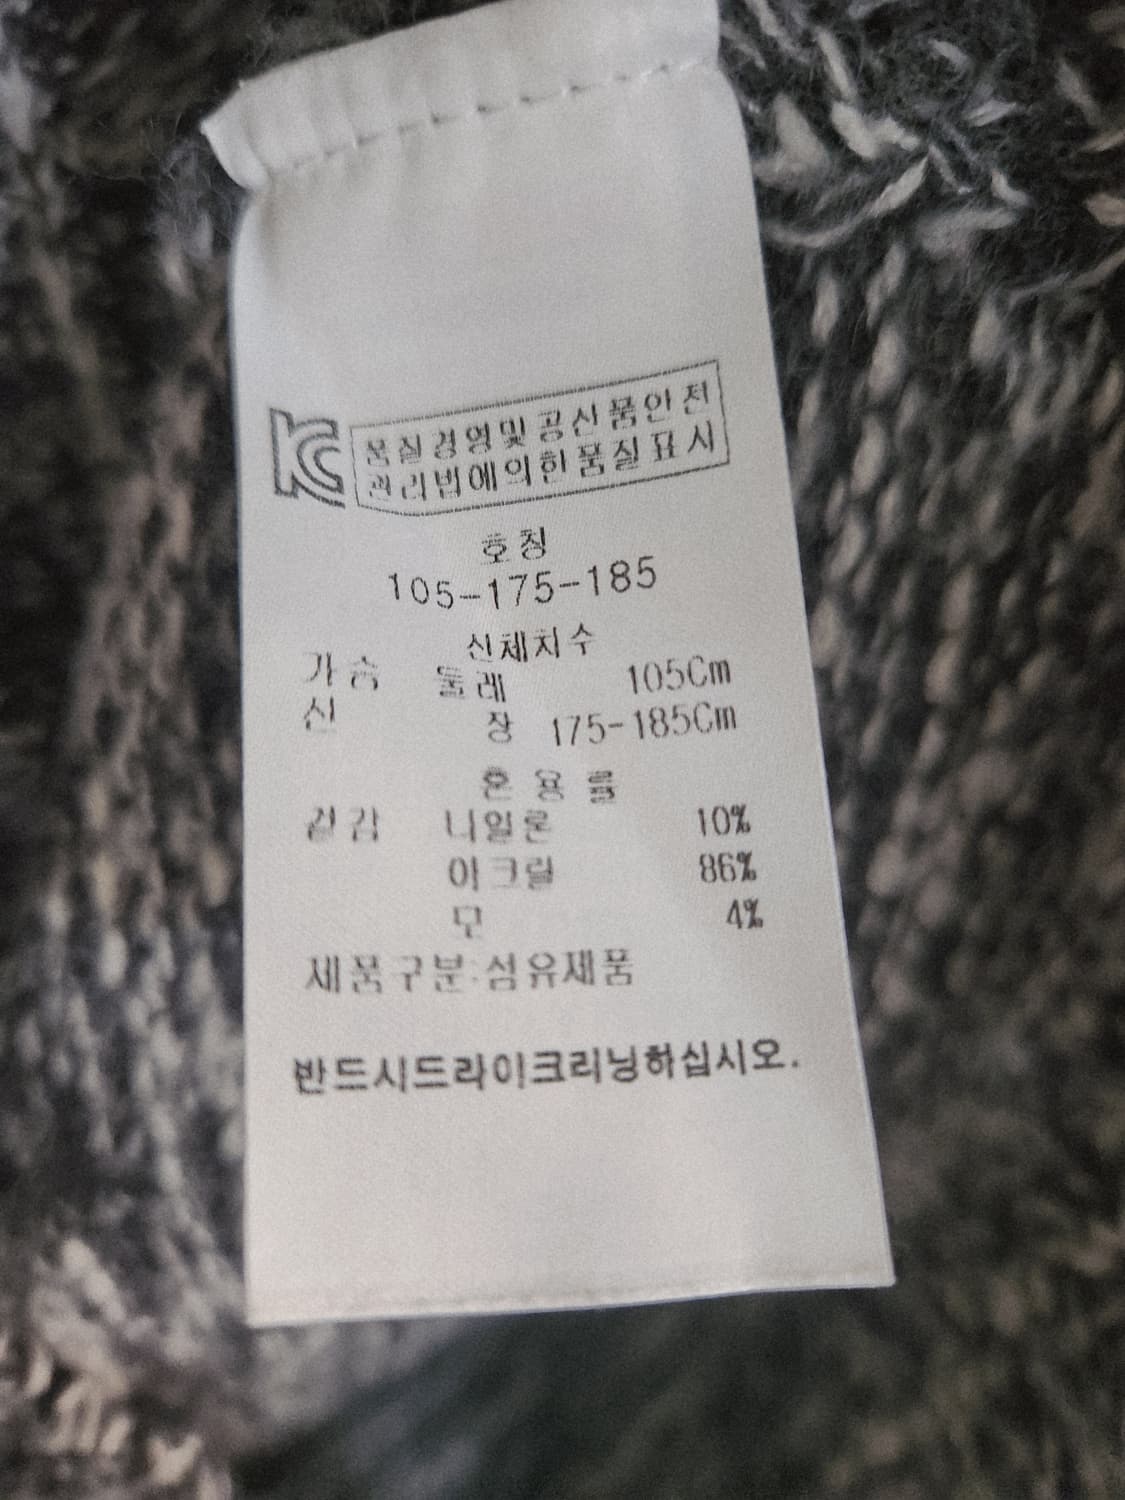 KC 품질경영및 공산품안전
관리법에의한품질표시
호칭
105-175-185
신체치수
가슴 둘레 105Cm
신 장 175-185Cm
혼 용 률
겉감 니일론 10%
아크릴 86%
모 4%
제품구분:섬유제품
반드시드라이크리닝하십시오.